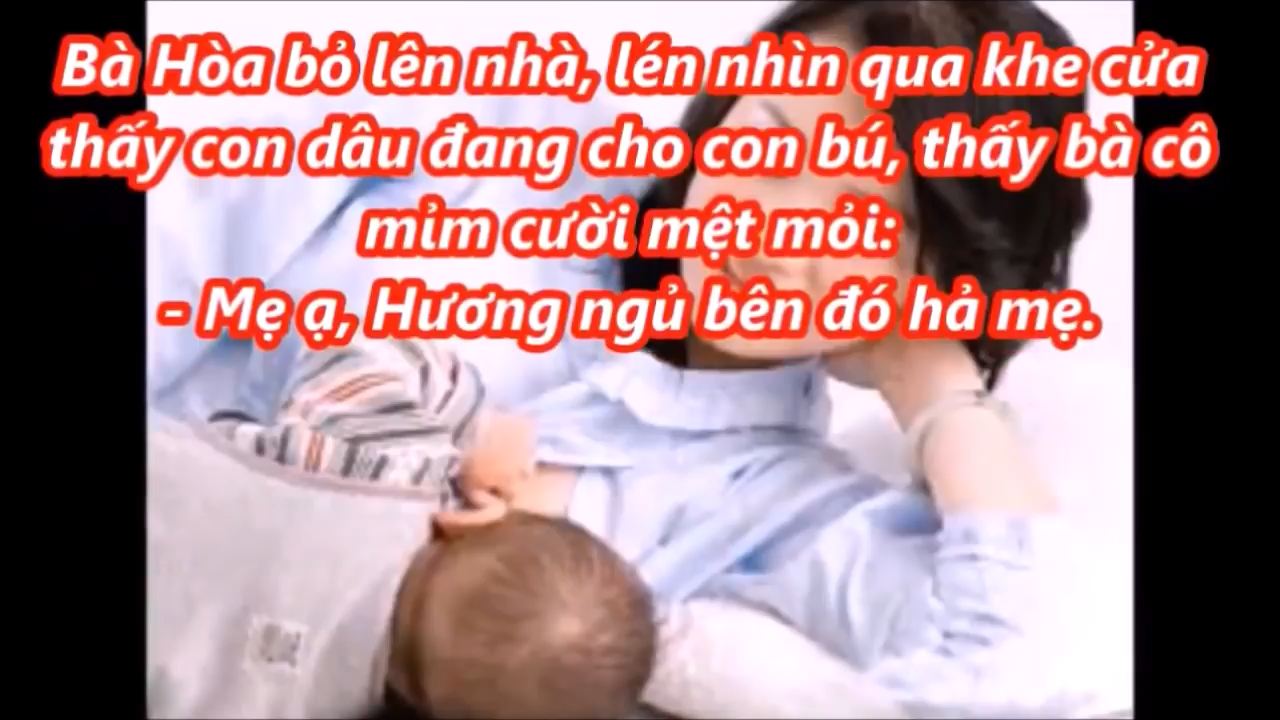 Bà Hòa bỏ lên nhà, lén nhìn qua khe cửa
thấy con dâu đang cho con bú, thấy bà cô
mỉm cười mệt mỏi:
- Mẹ ạ, Hương ngủ bên đó hả mẹ.